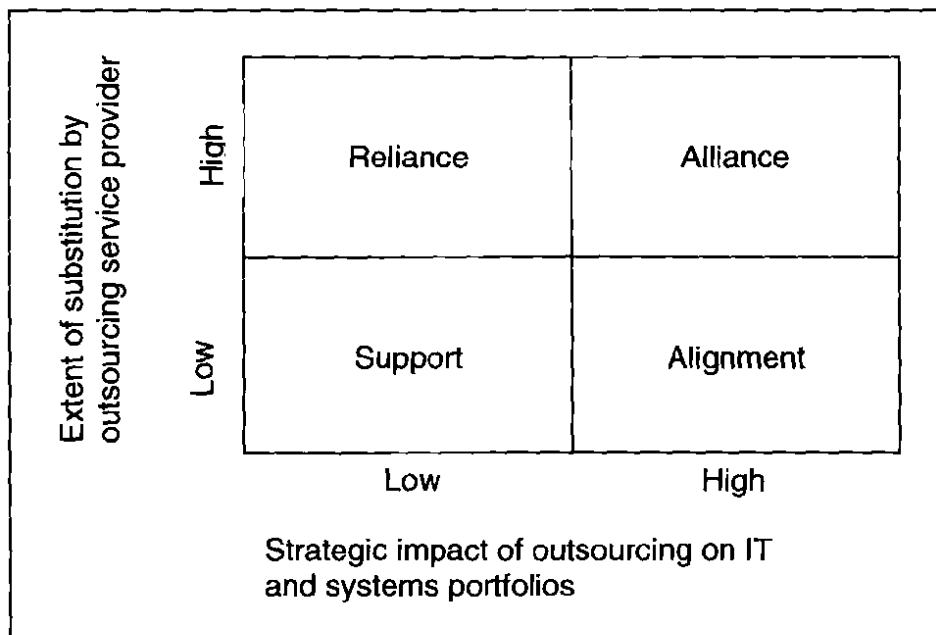 Extent of substitution by
outsourcing service provider
High
Low
Reliance
Alliance
Support
Alignment
Low
High
Strategic impact of outsourcing on IT
and systems portfolios